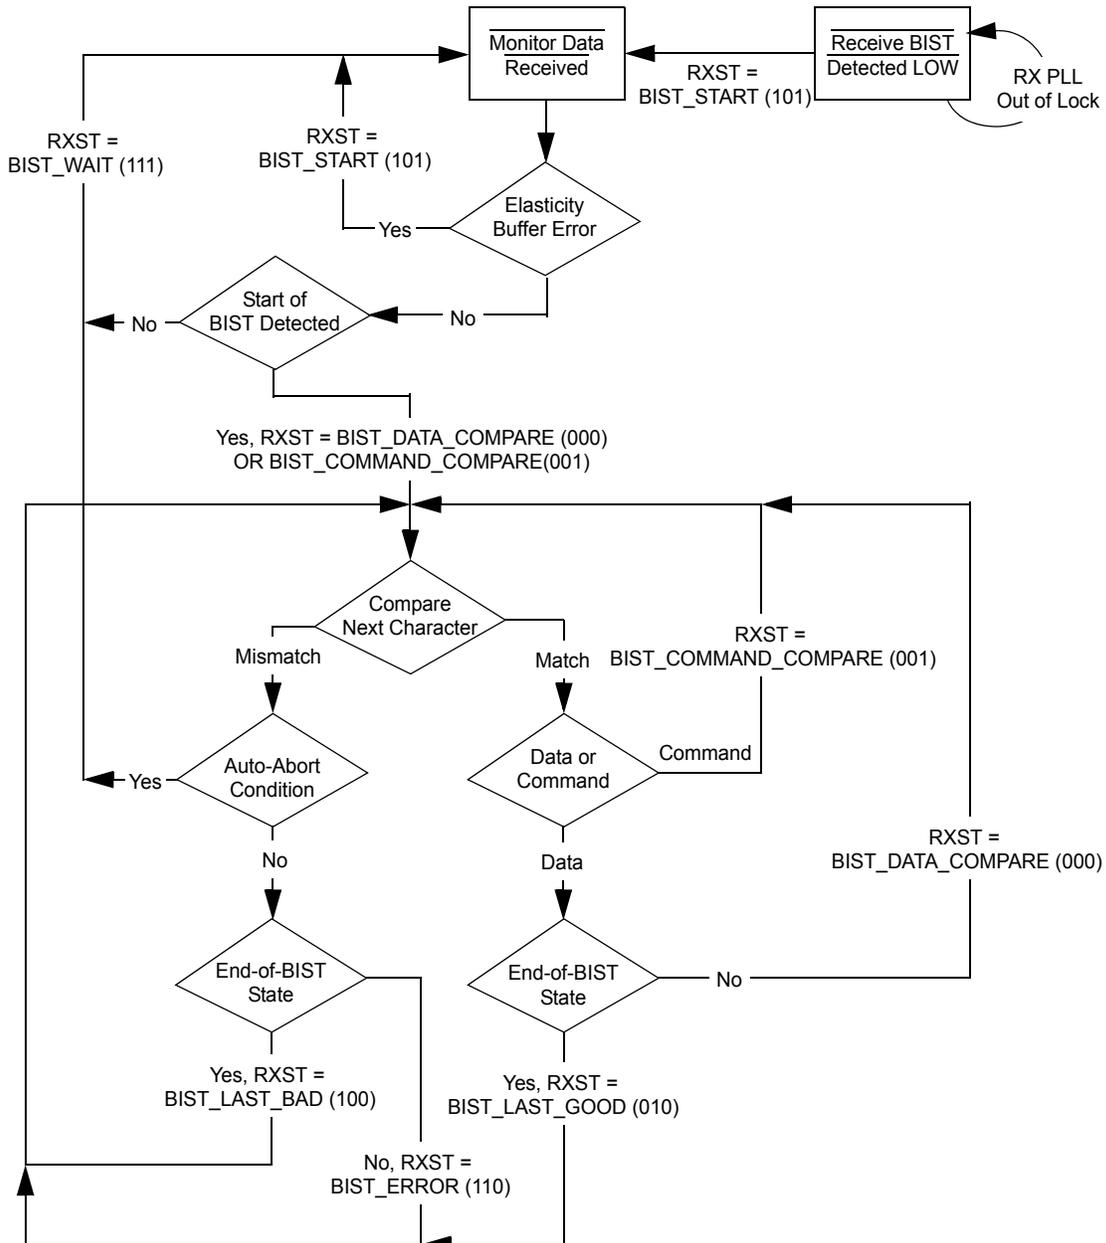 Monitor Data
Received
Receive BIST
Detected LOW
RX PLL
Out of Lock
RXST =
BIST_START (101)
RXST =
BIST_WAIT (111)
RXST =
BIST_START (101)
Elasticity
Buffer Error
Yes
Start of
BIST Detected
No
No
Yes, RXST = BIST_DATA_COMPARE (000)
OR BIST_COMMAND_COMPARE(001)
Compare
Next Character
Mismatch
Match
RXST =
BIST_COMMAND_COMPARE (001)
Auto-Abort
Condition
Yes
Data or
Command
Command
No
Data
RXST =
BIST_DATA_COMPARE (000)
End-of-BIST
State
End-of-BIST
State
No
Yes, RXST =
BIST_LAST_BAD (100)
Yes, RXST =
BIST_LAST_GOOD (010)
No, RXST =
BIST_ERROR (110)